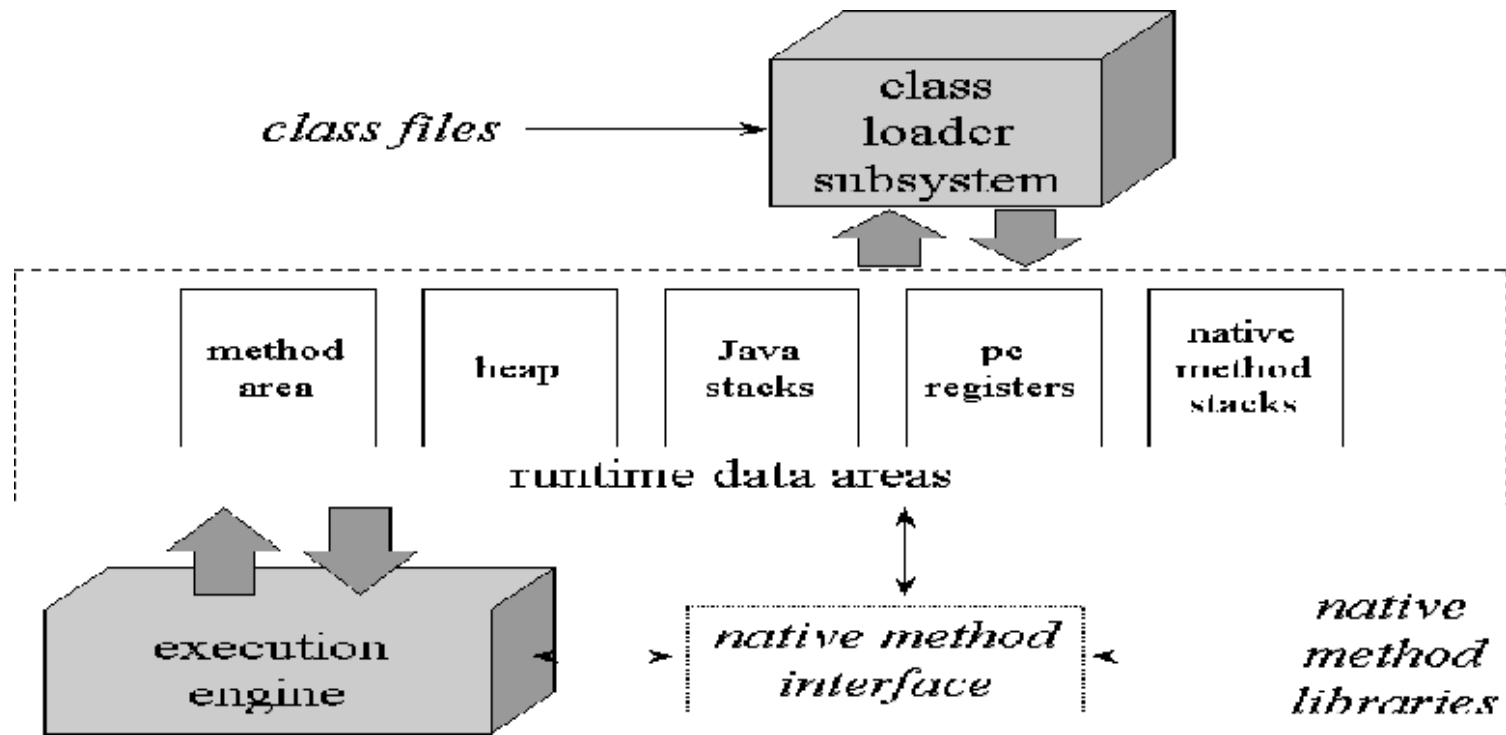 class
loader
subsystem
class files
method
area
heap
Java
stacks
pc
registers
native
method
stacks
runtime data areas
execution
engine
native method
interface
native
method
libraries